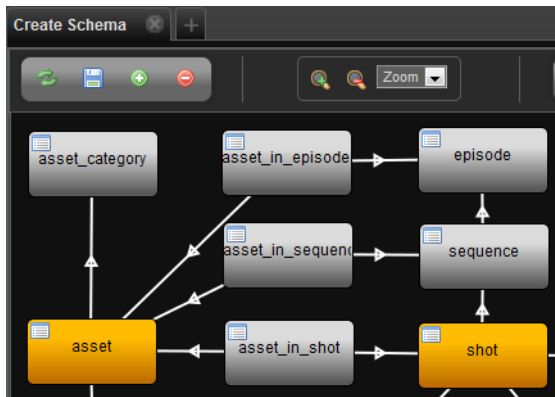 Create Schema
Zoom
asset_category
asset_in_episode
episode
asset_in_sequenc
sequence
asset
asset_in_shot
shot